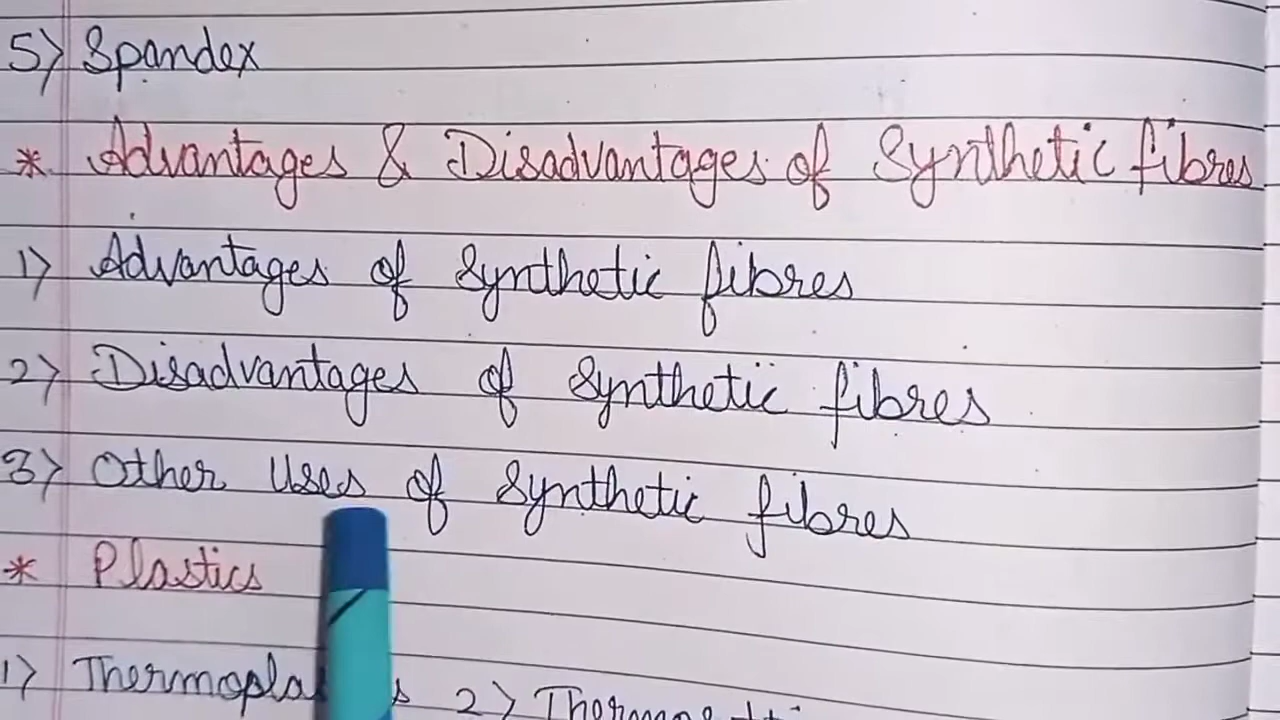 5) Spandex
* Advantages & Disadvantages of Synthetic fibres
1) Advantages of Synthetic fibres
2) Disadvantages of Synthetic fibres
3) Other Uses of Synthetic fibres
* Plastics
1) 2)